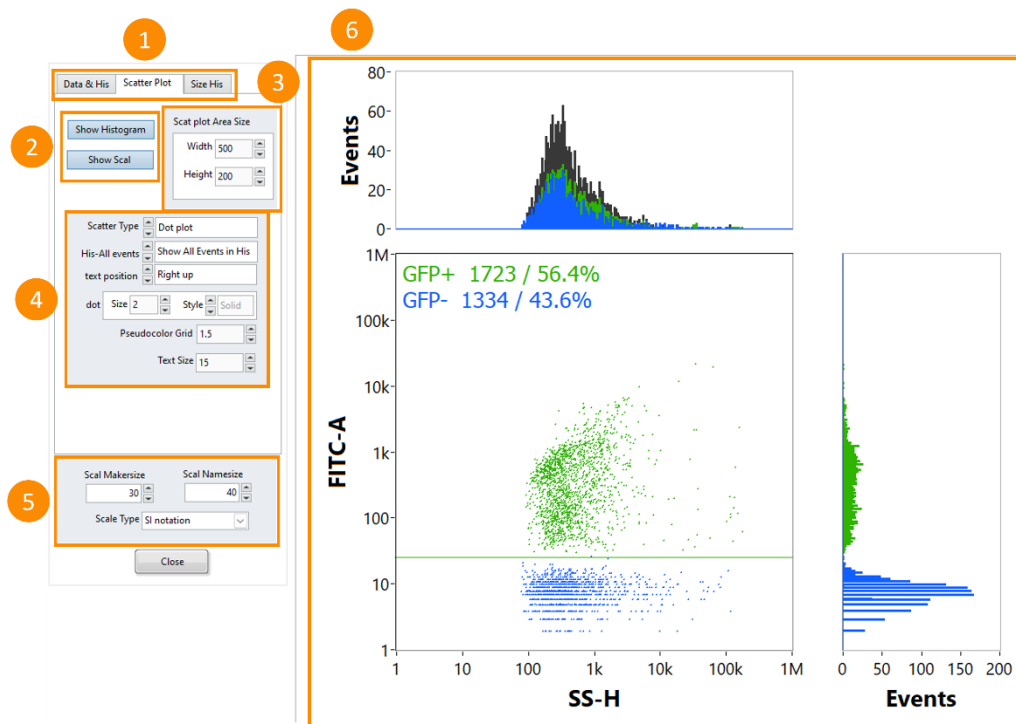 1
6
3
Data & His
Scatter Plot
Size His
2
Show Histogram
Show Scal
Scat plot Area Size
Width 500
Height 200
4
Scatter Type Dot plot
His-All events Show All Events in His
text position Right up
dot Size 2 Style Solid
Pseudocolor Grid 1.5
Text Size 15
5
Scal Makersize
Scal Namesize
30
40
Scale Type SI notation
Close
80
60
40
20
0
Events
1M
100k
10k
1k
100
10
1
FITC-A
GFP+ 1723 / 56.4%
GFP- 1334 / 43.6%
1 10 100 1k 10k 100k 1M
SS-H
0 50 100 150 200
Events